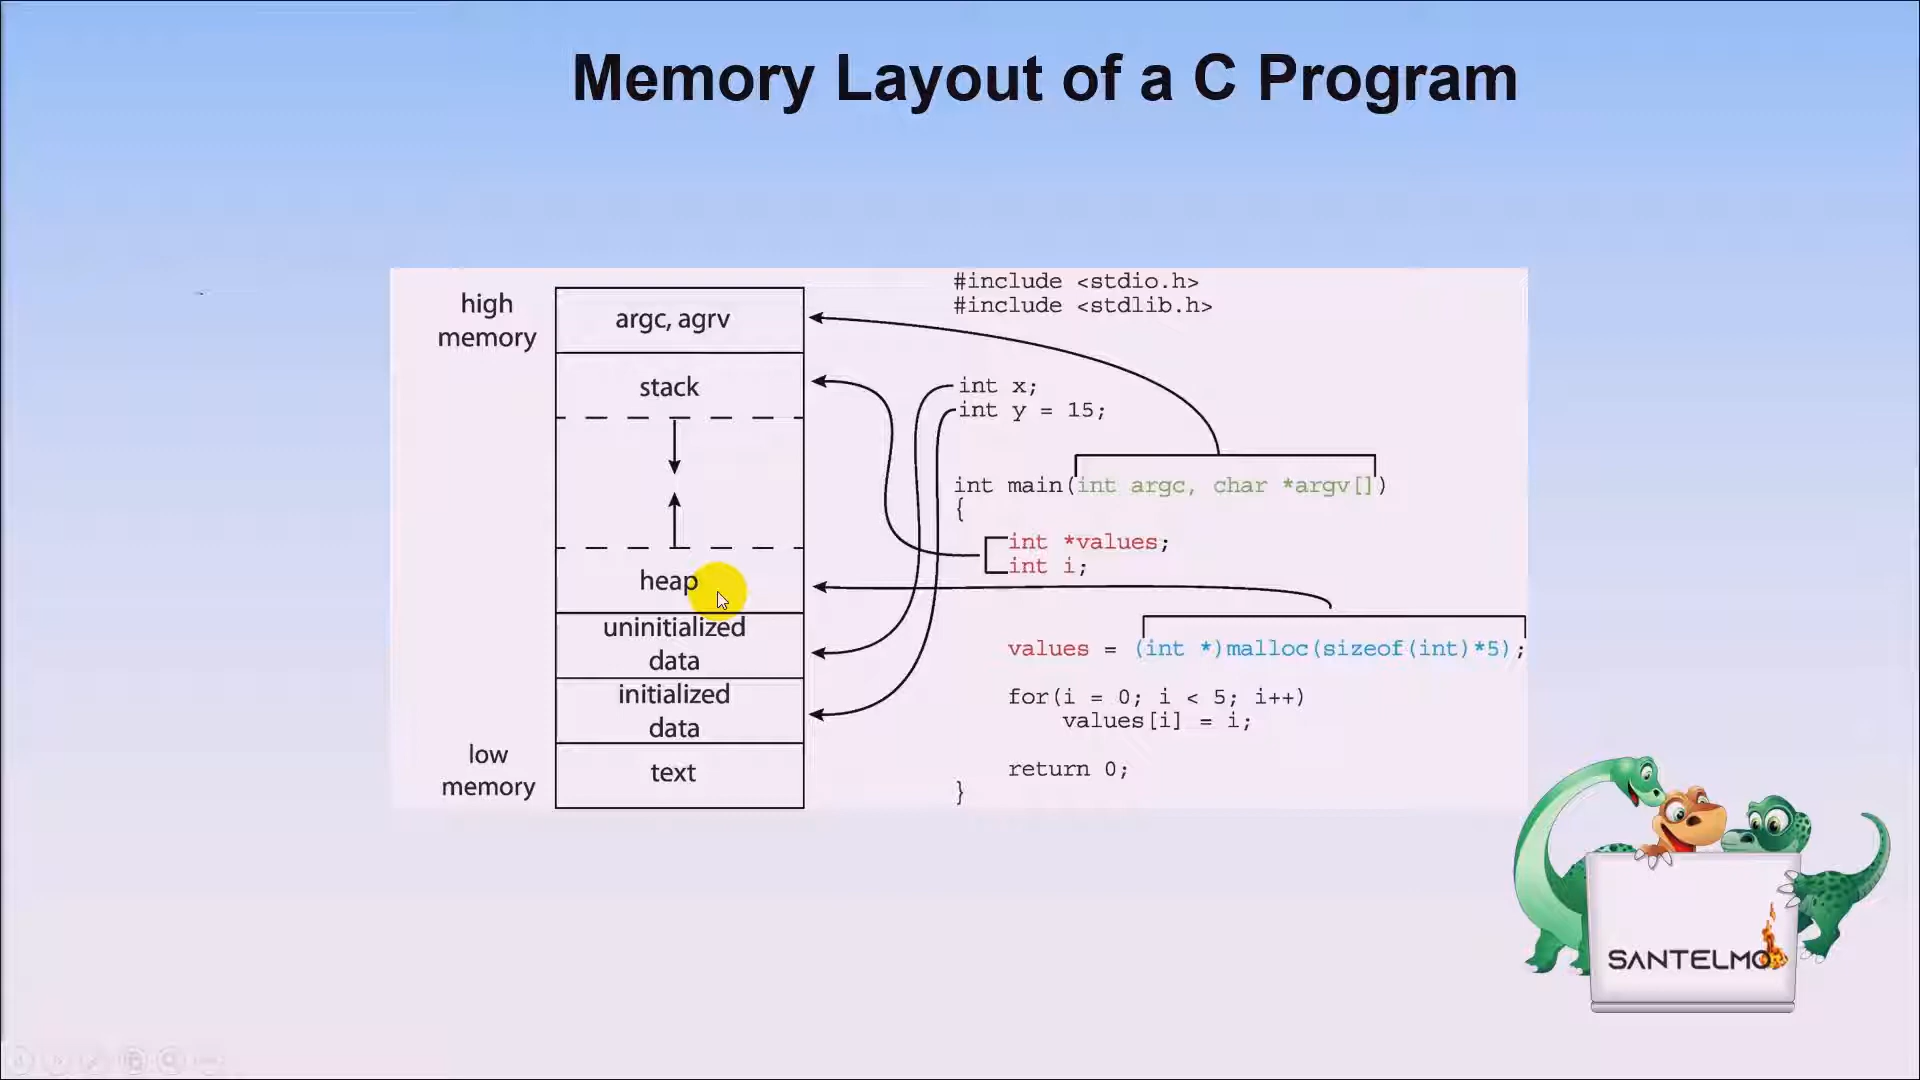 Memory Layout of a C Program
high
memory
argc, agrv
stack
heap
uninitialized
data
initialized
data
low
memory
text
#include <stdio.h>
#include <stdlib.h>
int x;
int y = 15;
int main(int argc, char *argv[])
{
int *values;
int i;
values = (int *)malloc(sizeof(int)*5);
for(i = 0; i < 5; i++)
values[i] = i;
return 0;
}
SANTELMO